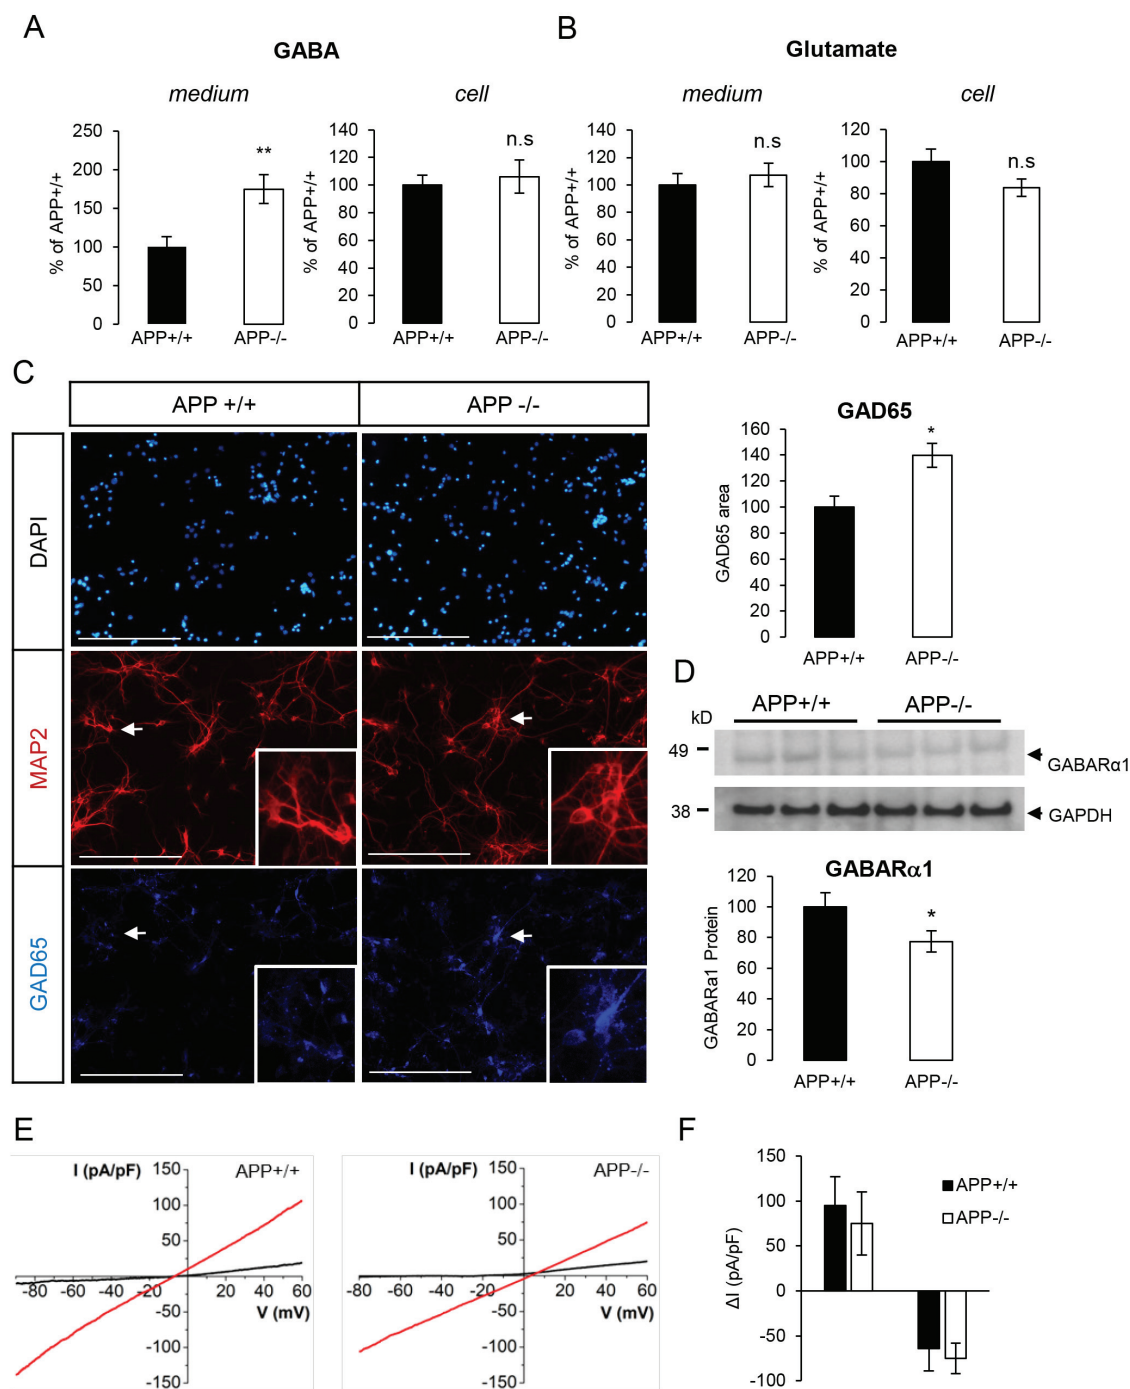 A
GABA
medium
cell
% of APP+/+
250
200
150
100
50
0
**
APP+/+
APP-/-
% of APP+/+
140
120
100
80
60
40
20
0
n.s
APP+/+
APP-/-
B
Glutamate
medium
cell
% of APP+/+
140
120
100
80
60
40
20
0
n.s
APP+/+
APP-/-
% of APP+/+
120
100
80
60
40
20
0
n.s
APP+/+
APP-/-
C
APP +/+
APP -/-
DAPI
MAP2
GAD65
GAD65
GAD65 area
160
140
120
100
80
60
40
20
0
*
APP+/+
APP-/-
D
kD
APP+/+
APP-/-
49
GABARα1
38
GAPDH
GABARα1
GABARa1 Protein
120
100
80
60
40
20
0
*
APP+/+
APP-/-
E
I (pA/pF)
APP+/+
150
100
50
-80
-60
-40
-20
20
40
60
V (mV)
-50
-100
-150
I (pA/pF)
APP-/-
150
100
50
-80
-60
-40
-20
20
40
60
V (mV)
-50
-100
-150
F
ΔI (pA/pF)
150
100
50
0
-50
-100
APP+/+
APP-/-